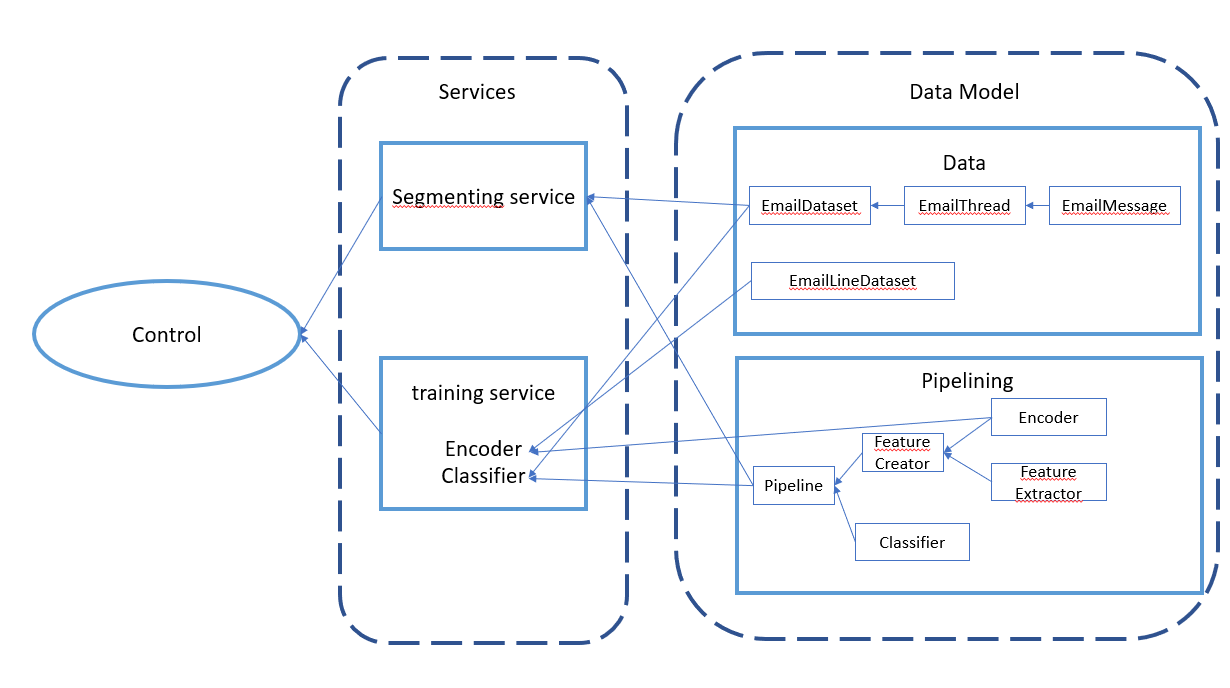 Services
Data Model
Data
Segmenting service
EmailDataset
EmailThread
EmailMessage
EmailLineDataset
Control
training service
Encoder
Classifier
Pipelining
Encoder
Feature
Creator
Feature
Extractor
Pipeline
Classifier